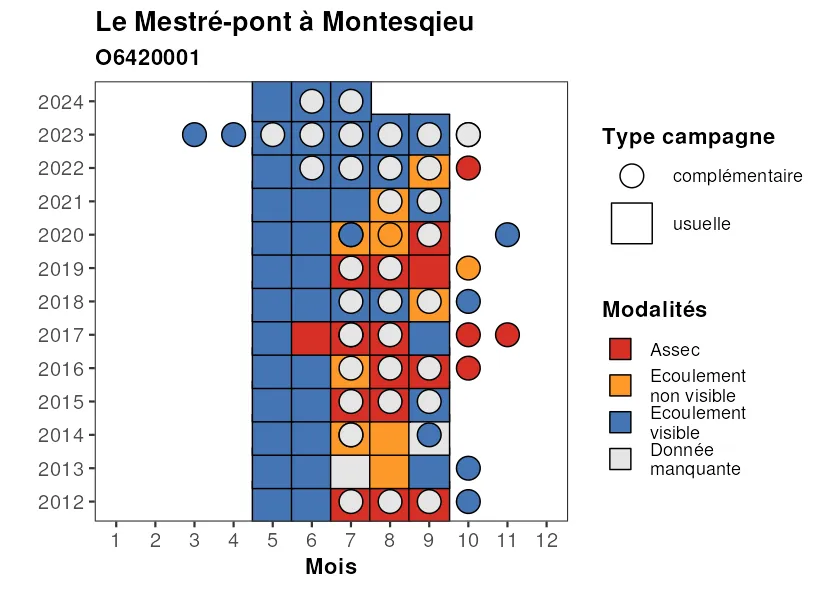 Le Mestré-pont à Montesqieu
O6420001
2024
2023
2022
2021
2020
2019
2018
2017
2016
2015
2014
2013
2012
1 2 3 4 5 6 7 8 9 10 11 12
Mois
Type campagne
complémentaire
usuelle
Modalités
Assec
Ecoulement
non visible
Ecoulement
visible
Donnée
manquante